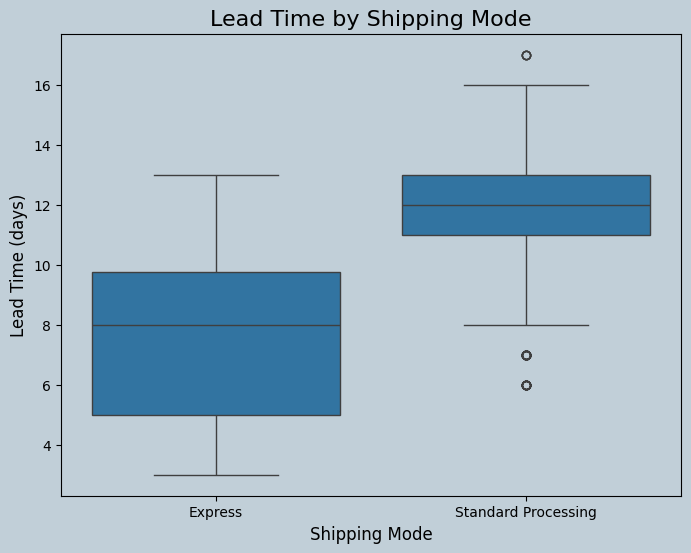 Lead Time by Shipping Mode
Lead Time (days)
16
14
12
10
8
6
4
Express
Standard Processing
Shipping Mode